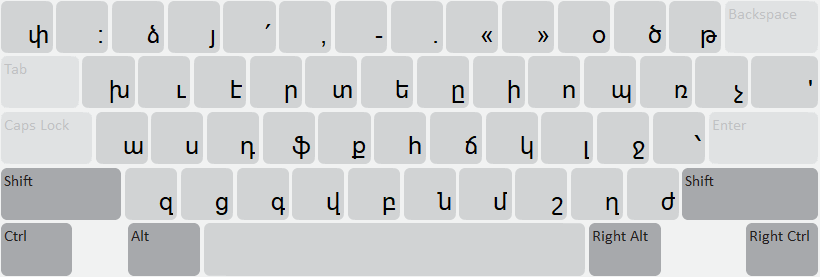 փ : ձ յ ՛ , - . « » օ ծ թ Backspace
Tab խ ւ է ր տ ե ը ի ո պ ռ չ '
Caps Lock ա ս դ ֆ ք հ ճ կ լ ջ ՝ Enter
Shift զ ց գ վ բ ն մ շ ղ ժ Shift
Ctrl Alt Right Alt Right Ctrl